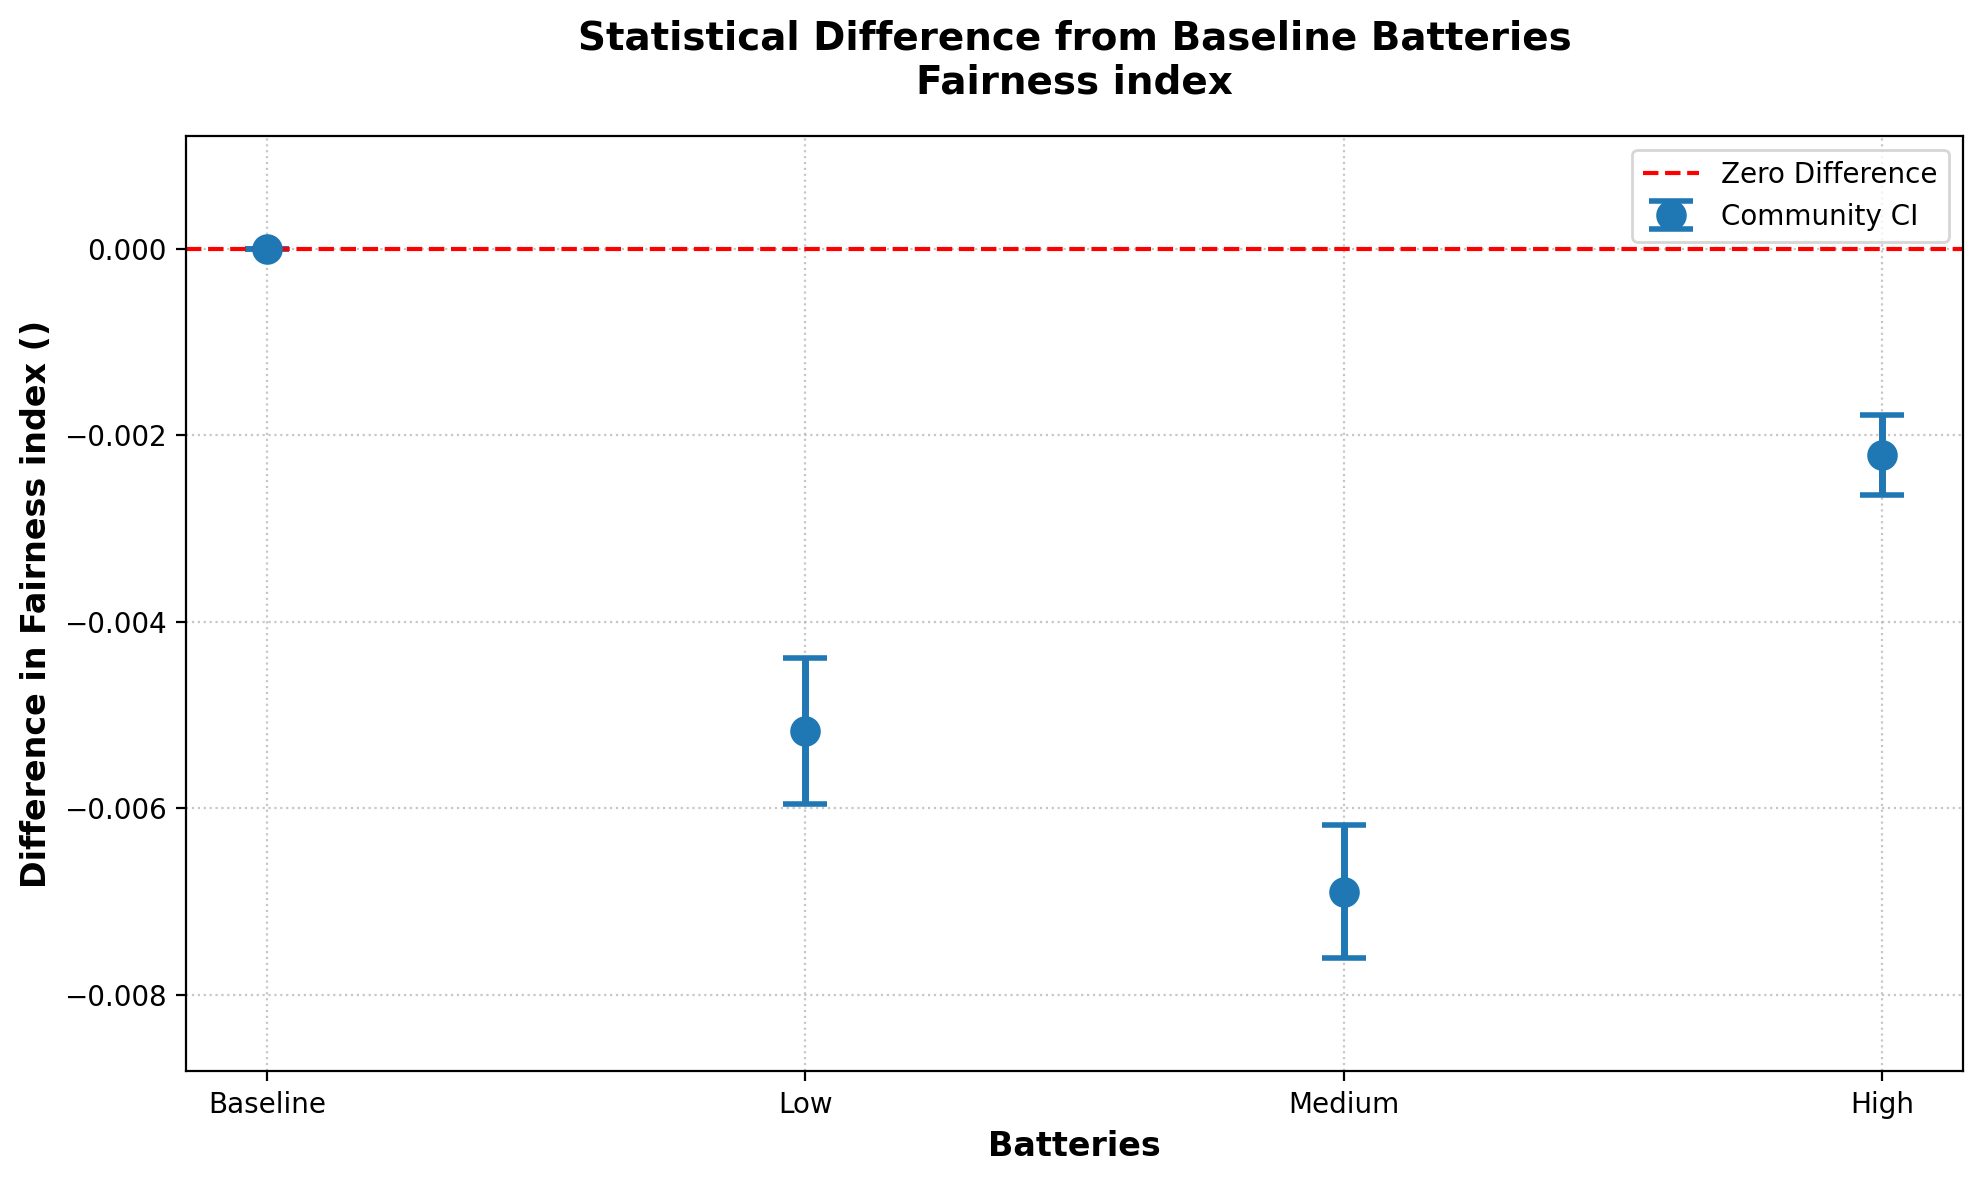 Statistical Difference from Baseline Batteries
Fairness index
Zero Difference
Community CI
Difference in Fairness index ()
0.000
−0.002
−0.004
−0.006
−0.008
Baseline
Low
Medium
High
Batteries